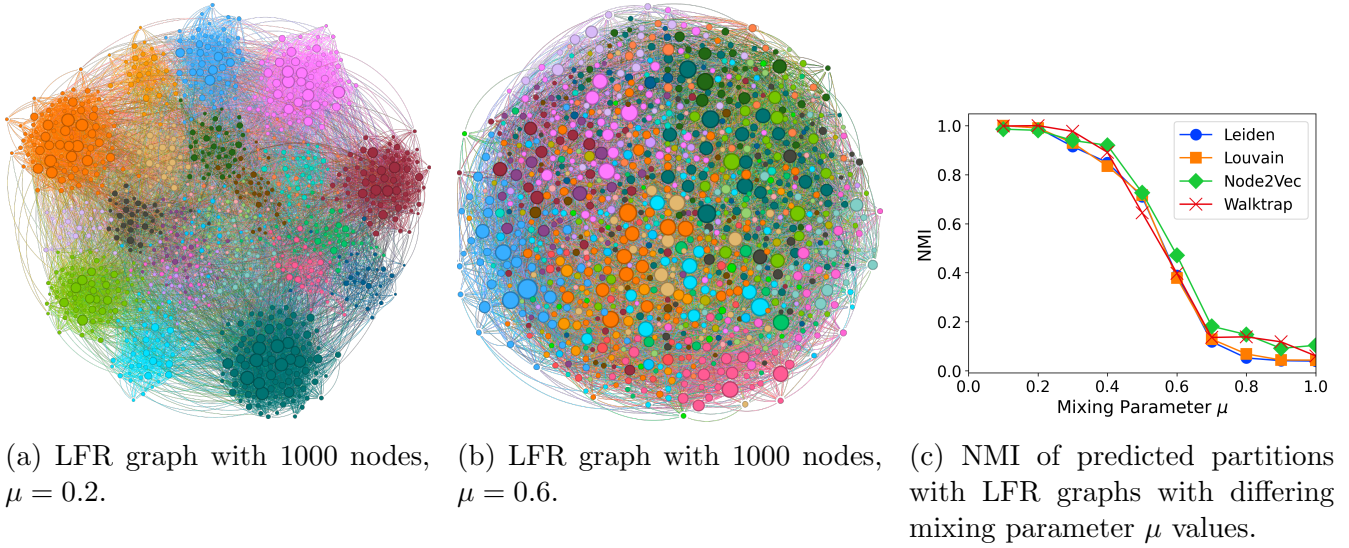 1.0
0.8
0.6
0.4
0.2
0.0
NMI
Leiden
Louvain
Node2Vec
Walktrap
0.0 0.2 0.4 0.6 0.8 1.0
Mixing Parameter μ
(a) LFR graph with 1000 nodes,
μ = 0.2.
(b) LFR graph with 1000 nodes,
μ = 0.6.
(c) NMI of predicted partitions
with LFR graphs with differing
mixing parameter μ values.